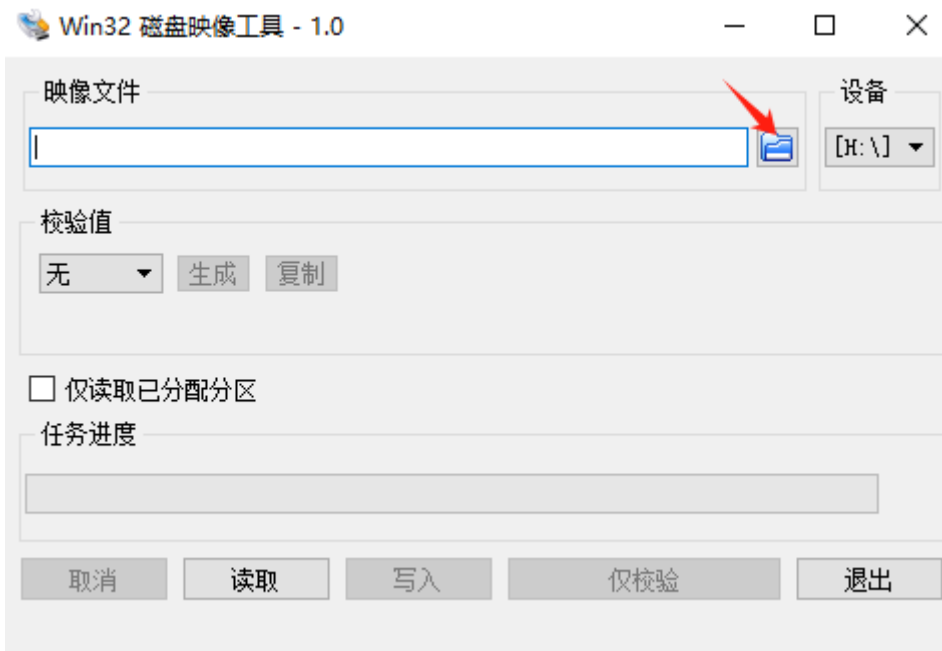 Win32 磁盘映像工具 - 1.0
映像文件
设备
[H:\]
校验值
无
生成
复制
仅读取已分配分区
任务进度
取消
读取
写入
仅校验
退出